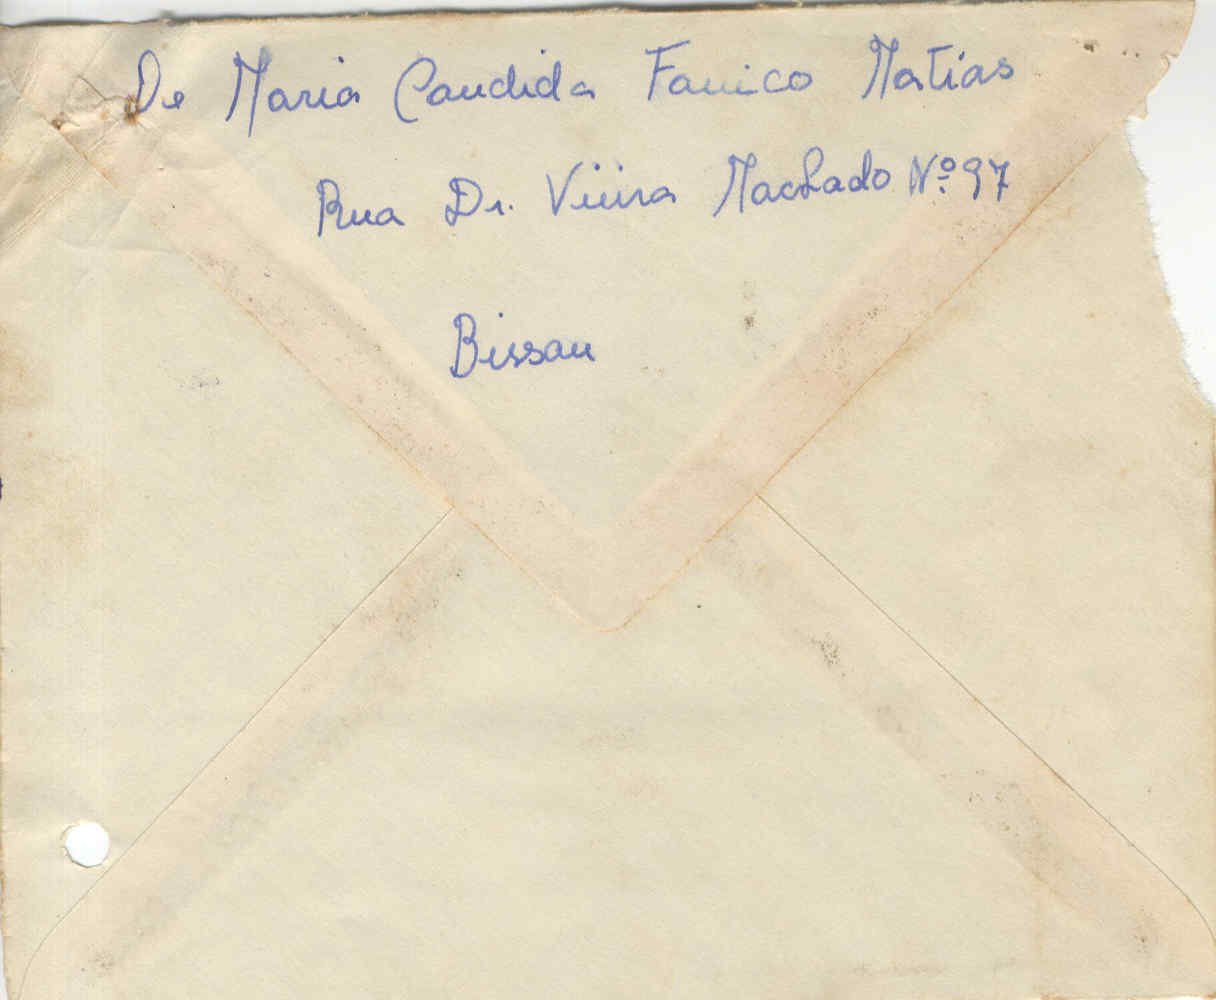 De Maria Candida Fanico Matias
Rua Dr. Vieira Machado Nº 97
Bissau